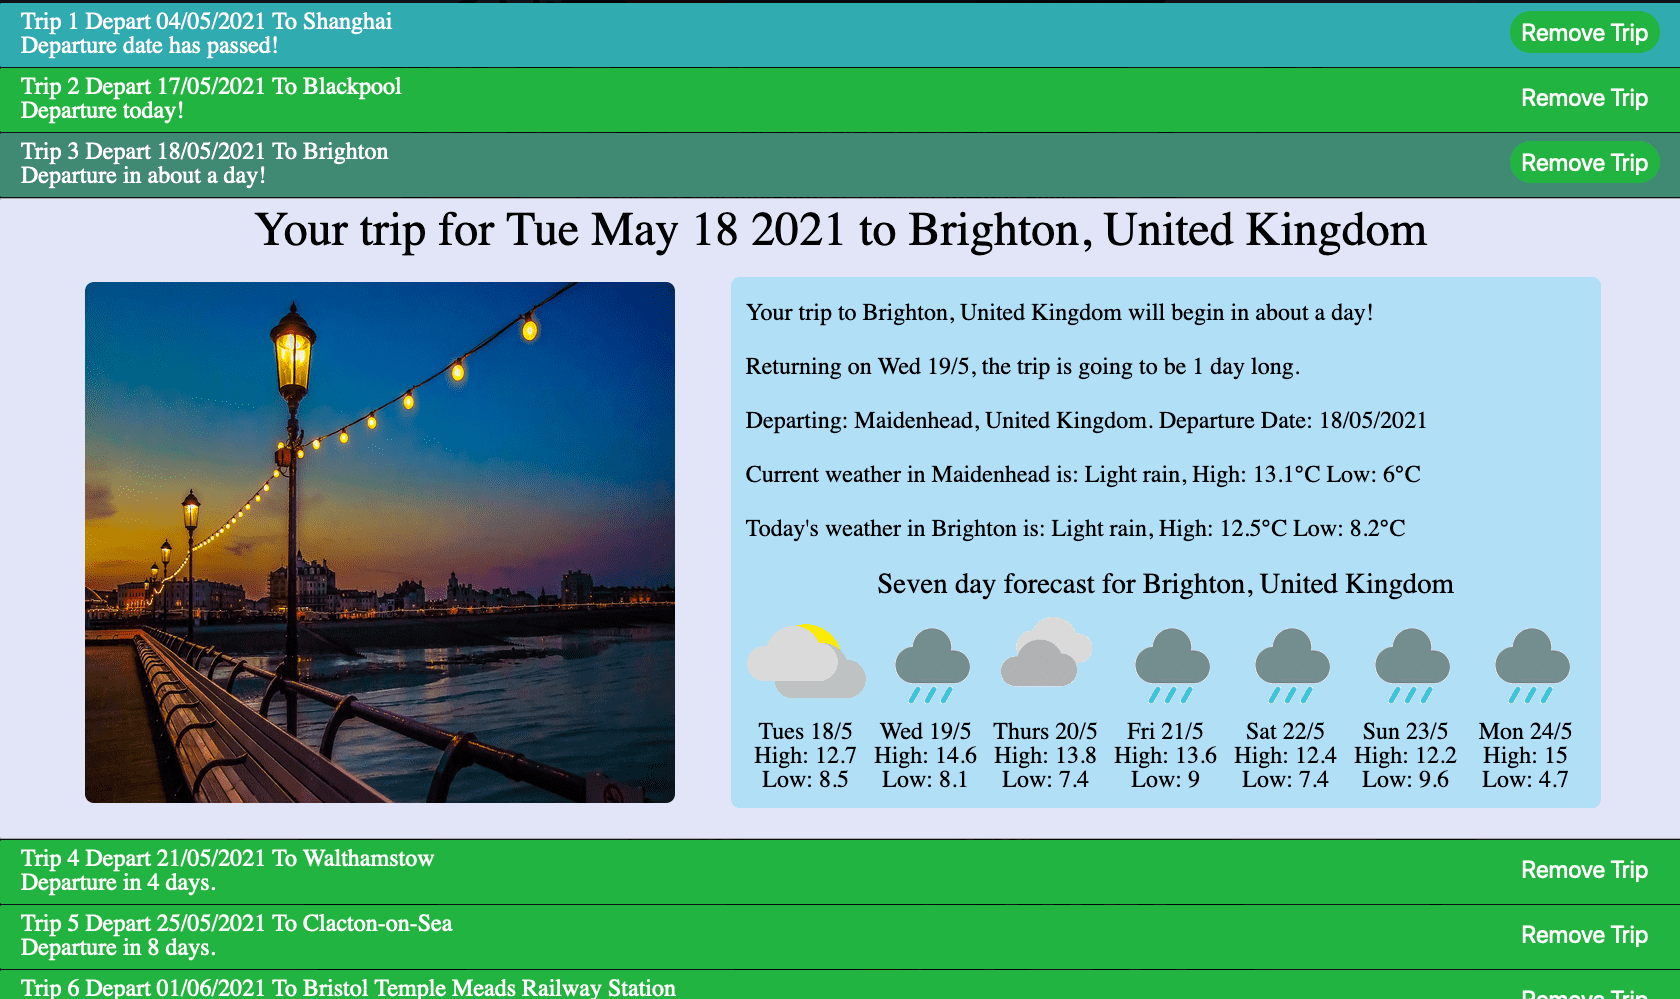 Trip 1 Depart 04/05/2021 To Shanghai
Departure date has passed!
Remove Trip
Trip 2 Depart 17/05/2021 To Blackpool
Departure today!
Remove Trip
Trip 3 Depart 18/05/2021 To Brighton
Departure in about a day!
Remove Trip
Your trip for Tue May 18 2021 to Brighton, United Kingdom
Your trip to Brighton, United Kingdom will begin in about a day!
Returning on Wed 19/5, the trip is going to be 1 day long.
Departing: Maidenhead, United Kingdom. Departure Date: 18/05/2021
Current weather in Maidenhead is: Light rain, High: 13.1°C Low: 6°C
Today's weather in Brighton is: Light rain, High: 12.5°C Low: 8.2°C
Seven day forecast for Brighton, United Kingdom
Tues 18/5
High: 12.7
Low: 8.5
Wed 19/5
High: 14.6
Low: 8.1
Thurs 20/5
High: 13.8
Low: 7.4
Fri 21/5
High: 13.6
Low: 9
Sat 22/5
High: 12.4
Low: 7.4
Sun 23/5
High: 12.2
Low: 9.6
Mon 24/5
High: 15
Low: 4.7
Trip 4 Depart 21/05/2021 To Walthamstow
Departure in 4 days.
Remove Trip
Trip 5 Depart 25/05/2021 To Clacton-on-Sea
Departure in 8 days.
Remove Trip
Trip 6 Depart 01/06/2021 To Bristol Temple Meads Railway Station
Remove Trip